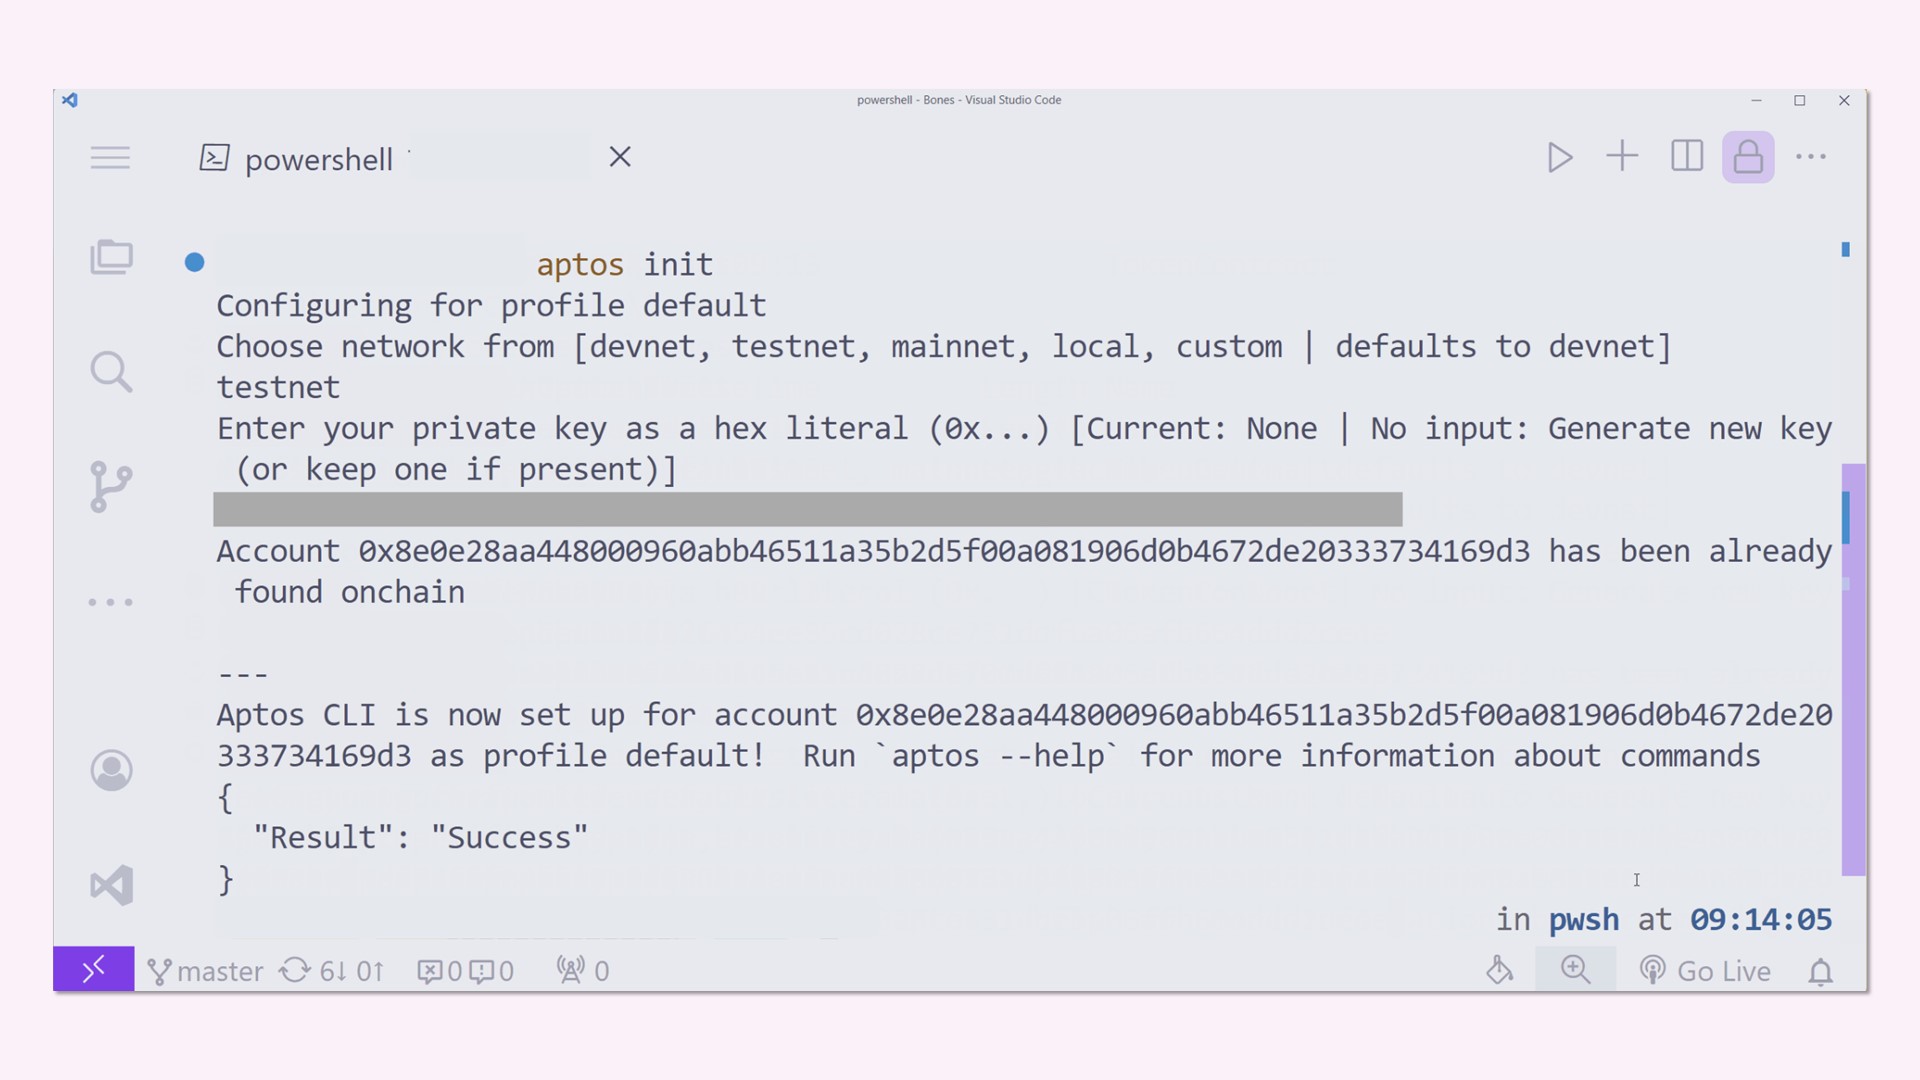 powershell - Bones - Visual Studio Code
powershell
aptos init
Configuring for profile default
Choose network from [devnet, testnet, mainnet, local, custom | defaults to devnet]
testnet
Enter your private key as a hex literal (0x...) [Current: None | No input: Generate new key
(or keep one if present)]
Account 0x8e0e28aa448000960abb46511a35b2d5f00a081906d0b4672de20333734169d3 has been already
found onchain
---
Aptos CLI is now set up for account 0x8e0e28aa448000960abb46511a35b2d5f00a081906d0b4672de20
333734169d3 as profile default!  Run `aptos --help` for more information about commands
{
"Result": "Success"
}
in pwsh at 09:14:05
master 6↓ 0↑ 0 0 0 Go Live